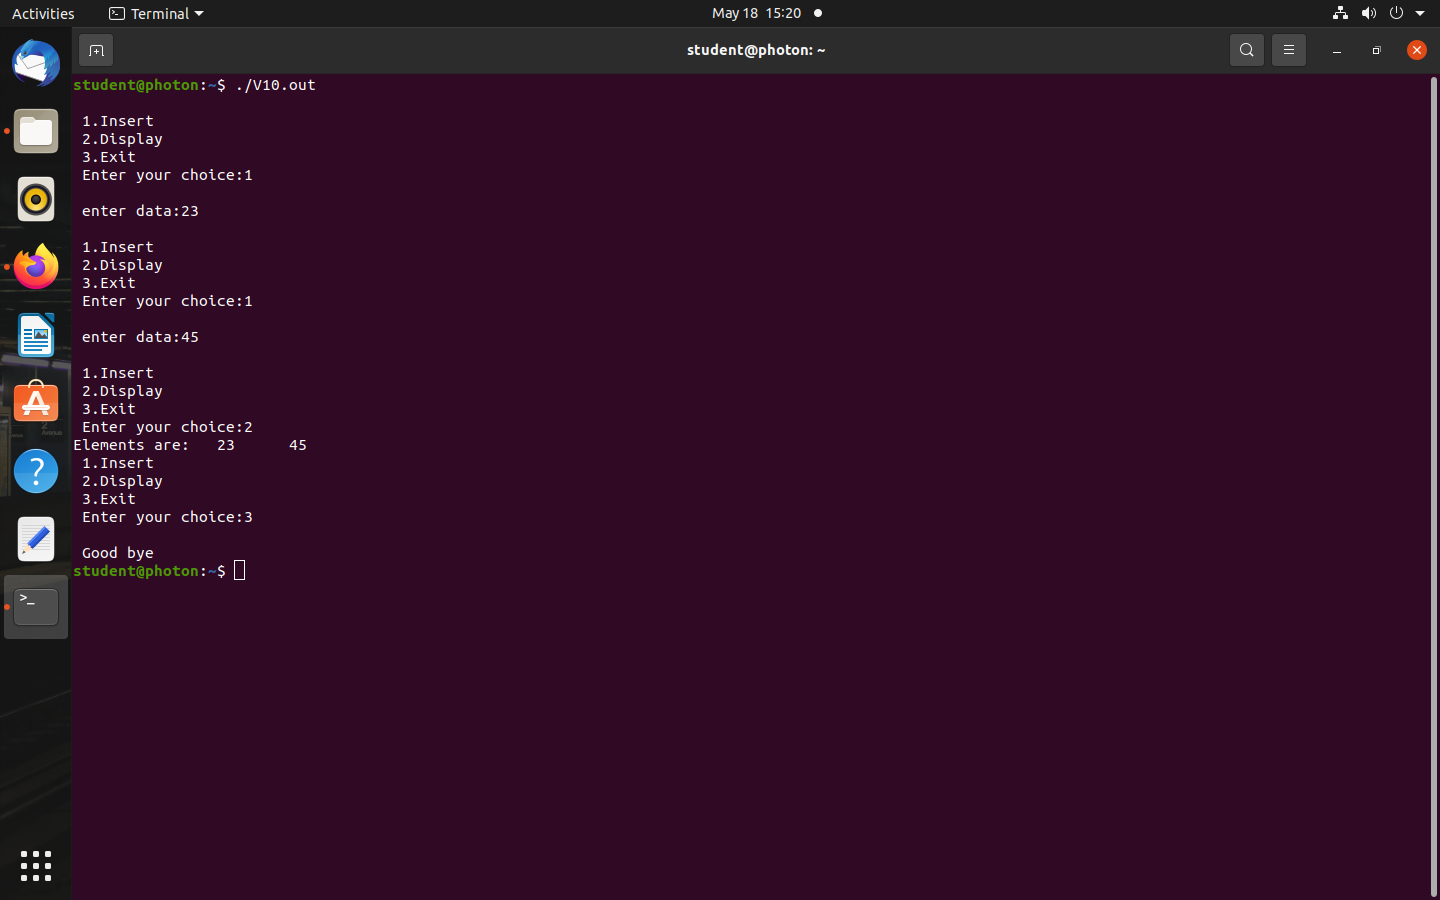 Activities Terminal May 18 15:20
student@photon: ~
student@photon:~$ ./V10.out
1.Insert
2.Display
3.Exit
Enter your choice:1
enter data:23
1.Insert
2.Display
3.Exit
Enter your choice:1
enter data:45
1.Insert
2.Display
3.Exit
Enter your choice:2
Elements are: 23 45
1.Insert
2.Display
3.Exit
Enter your choice:3
Good bye
student@photon:~$